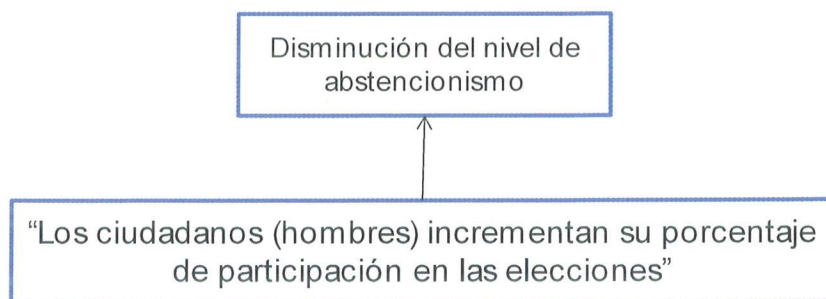 Disminución del nivel de
abstencionismo
“Los ciudadanos (hombres) incrementan su porcentaje
de participación en las elecciones”